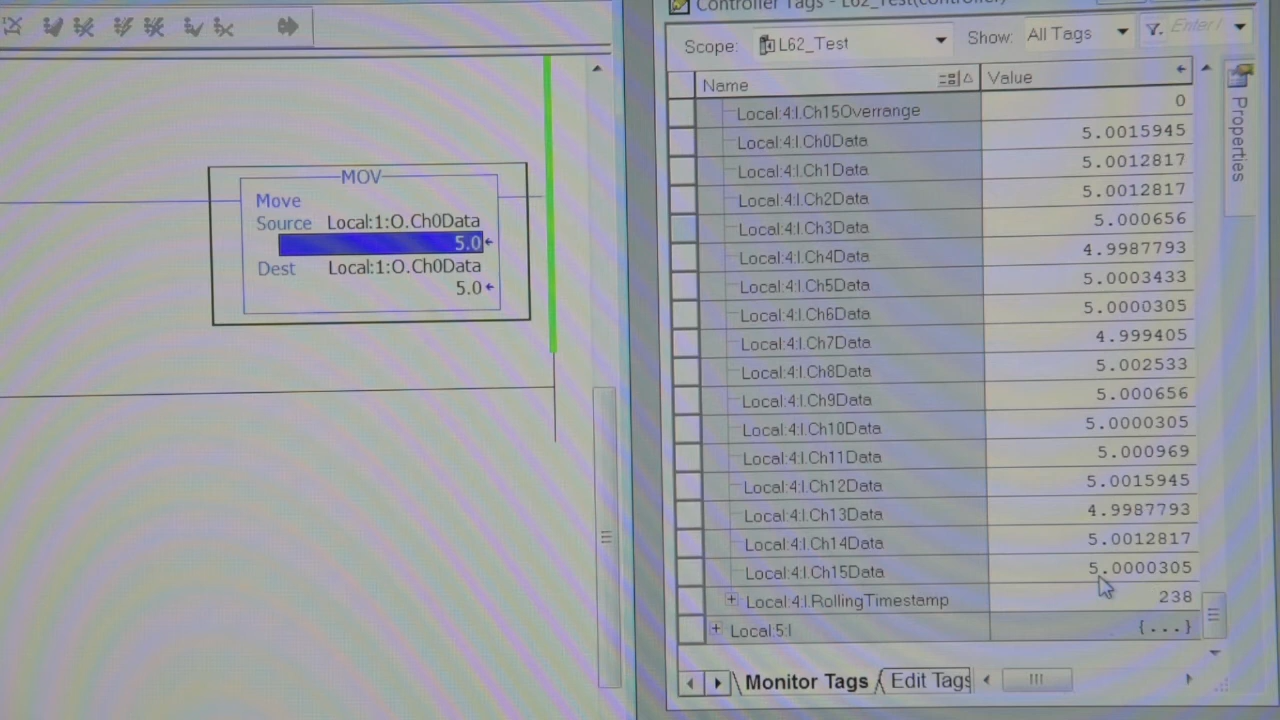 Controller Tags - L62_Test(controller)
Scope: L62_Test Show: All Tags
Name Value
Local:4:I.Ch15Overrange 0
Local:4:I.Ch0Data 5.0015945
Local:4:I.Ch1Data 5.0012817
Local:4:I.Ch2Data 5.0012817
Local:4:I.Ch3Data 5.000656
Local:4:I.Ch4Data 4.9987793
Local:4:I.Ch5Data 5.0003433
Local:4:I.Ch6Data 5.0000305
Local:4:I.Ch7Data 4.999405
Local:4:I.Ch8Data 5.002533
Local:4:I.Ch9Data 5.000656
Local:4:I.Ch10Data 5.0000305
Local:4:I.Ch11Data 5.000969
Local:4:I.Ch12Data 5.0015945
Local:4:I.Ch13Data 4.9987793
Local:4:I.Ch14Data 5.0012817
Local:4:I.Ch15Data 5.0000305
Local:4:I.RollingTimestamp 238
Local:5:I {...}
Monitor Tags Edit Tags
Properties
MOV
Move
Source Local:1:O.Ch0Data
5.0
Dest Local:1:O.Ch0Data
5.0